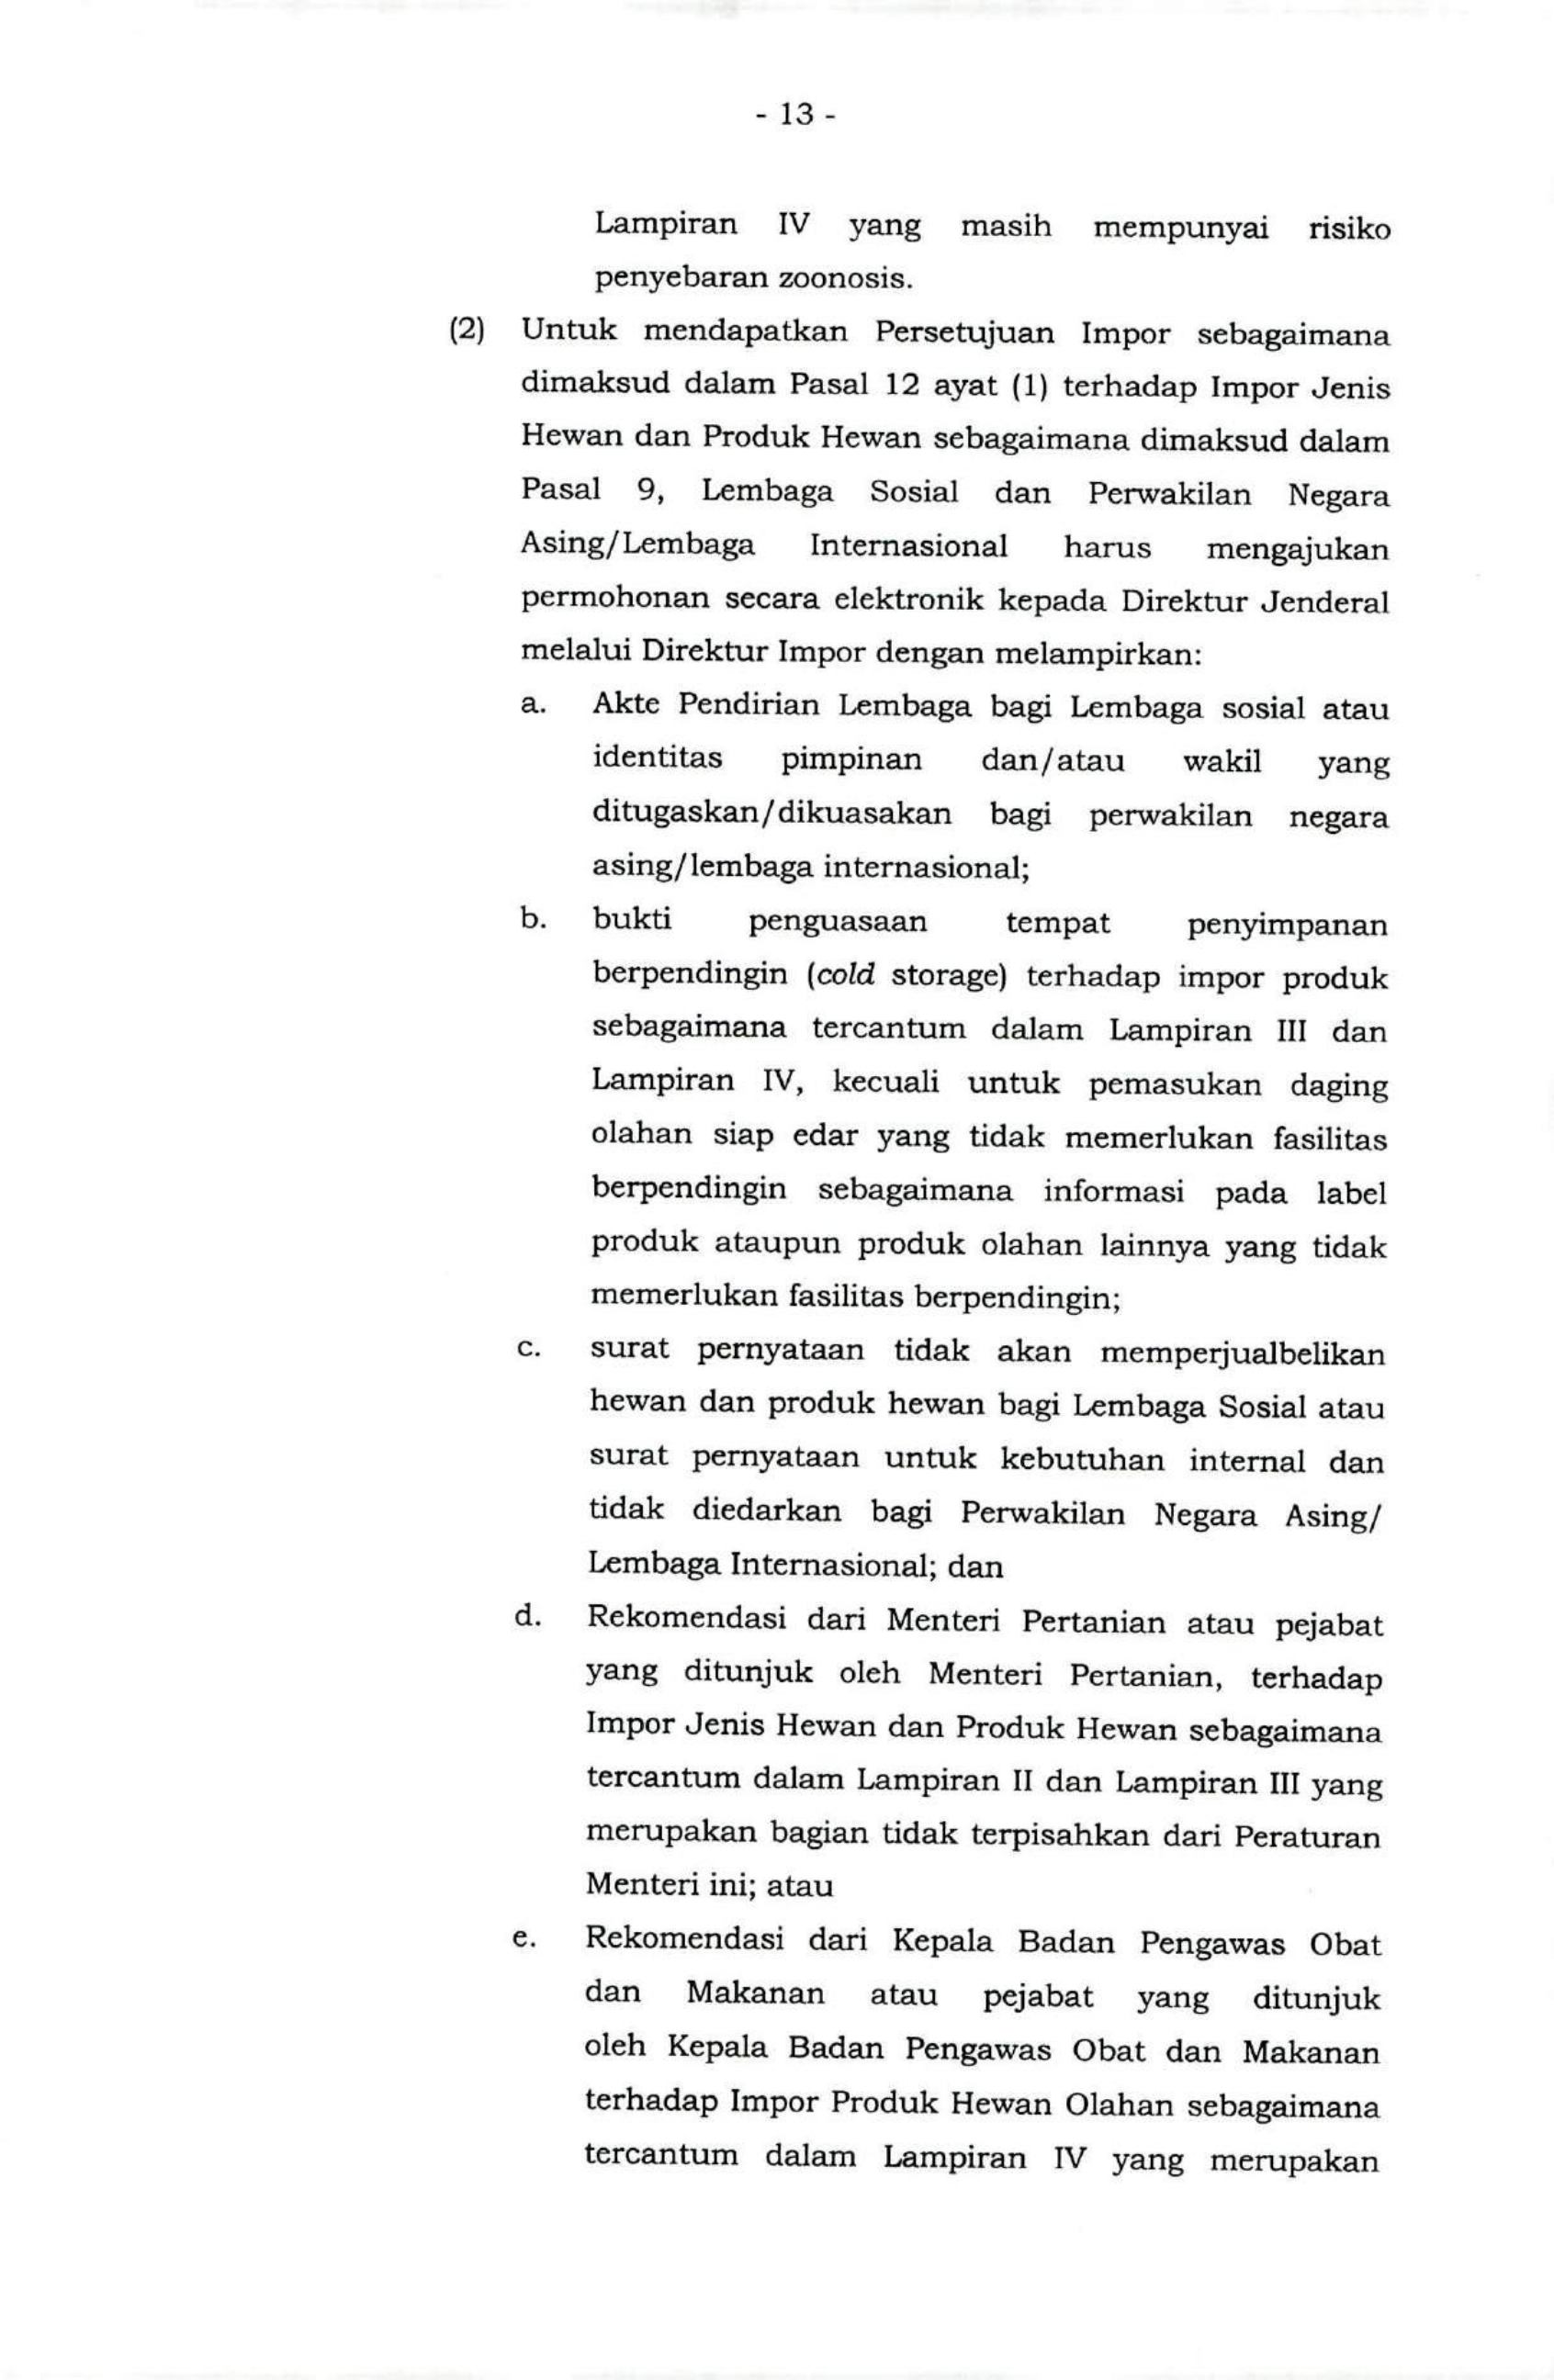 - 13 -
Lampiran IV yang masih mempunyai risiko
penyebaran zoonosis.
(2) Untuk mendapatkan Persetujuan Impor sebagaimana
dimaksud dalam Pasal 12 ayat (1) terhadap Impor Jenis
Hewan dan Produk Hewan sebagaimana dimaksud dalam
Pasal 9, Lembaga Sosial dan Perwakilan Negara
Asing/Lembaga Internasional harus mengajukan
permohonan secara elektronik kepada Direktur Jenderal
melalui Direktur Impor dengan melampirkan:
a. Akte Pendirian Lembaga bagi Lembaga sosial atau
identitas pimpinan dan/atau wakil yang
ditugaskan/dikuasakan bagi perwakilan negara
asing/lembaga internasional;
b. bukti penguasaan tempat penyimpanan
berpendingin (cold storage) terhadap impor produk
sebagaimana tercantum dalam Lampiran III dan
Lampiran IV, kecuali untuk pemasukan daging
olahan siap edar yang tidak memerlukan fasilitas
berpendingin sebagaimana informasi pada label
produk ataupun produk olahan lainnya yang tidak
memerlukan fasilitas berpendingin;
c. surat pernyataan tidak akan memperjualbelikan
hewan dan produk hewan bagi Lembaga Sosial atau
surat pernyataan untuk kebutuhan internal dan
tidak diedarkan bagi Perwakilan Negara Asing/
Lembaga Internasional; dan
d. Rekomendasi dari Menteri Pertanian atau pejabat
yang ditunjuk oleh Menteri Pertanian, terhadap
Impor Jenis Hewan dan Produk Hewan sebagaimana
tercantum dalam Lampiran II dan Lampiran III yang
merupakan bagian tidak terpisahkan dari Peraturan
Menteri ini; atau
e. Rekomendasi dari Kepala Badan Pengawas Obat
dan Makanan atau pejabat yang ditunjuk
oleh Kepala Badan Pengawas Obat dan Makanan
terhadap Impor Produk Hewan Olahan sebagaimana
tercantum dalam Lampiran IV yang merupakan